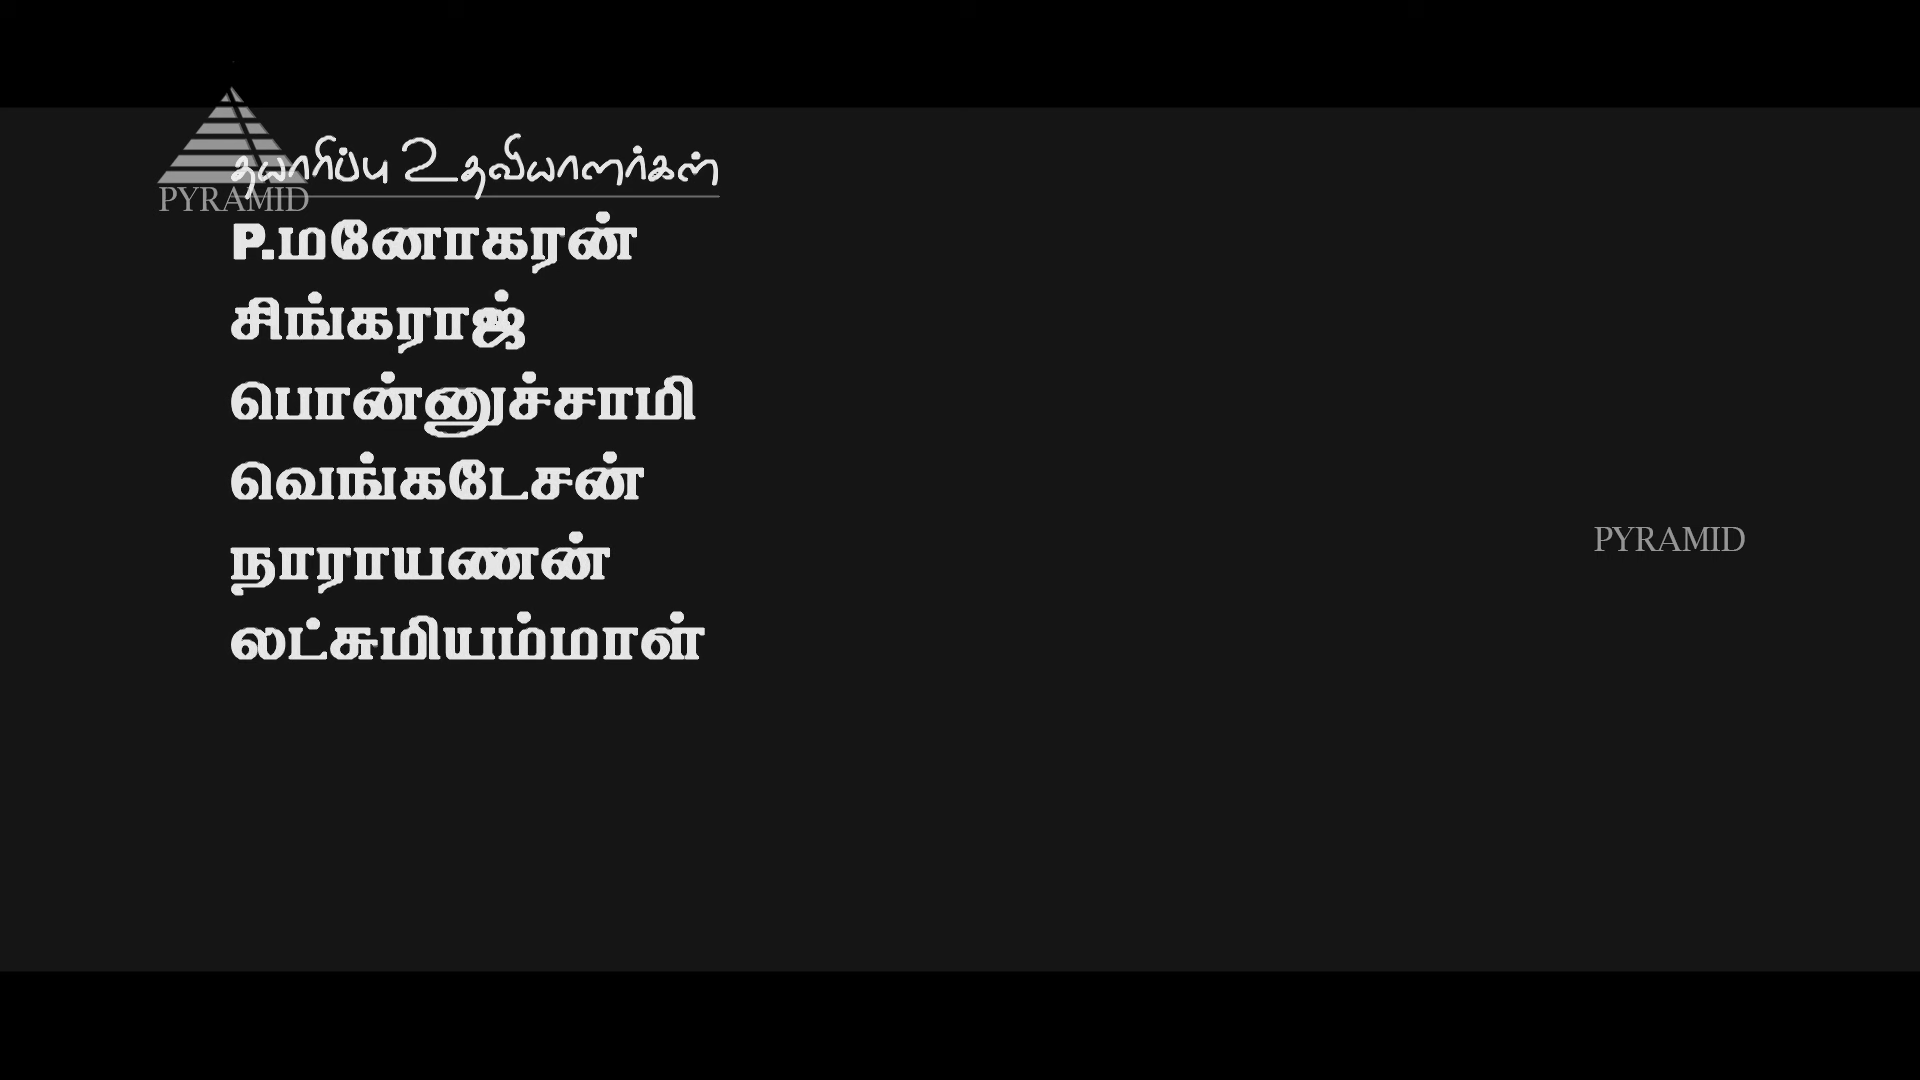 தயாரிப்பு உதவியாளர்கள்
PYRAMID
P.மனோகரன்
சிங்கராஜ்
பொன்னுச்சாமி
வெங்கடேசன்
PYRAMID
நாராயணன்
லட்சுமியம்மாள்